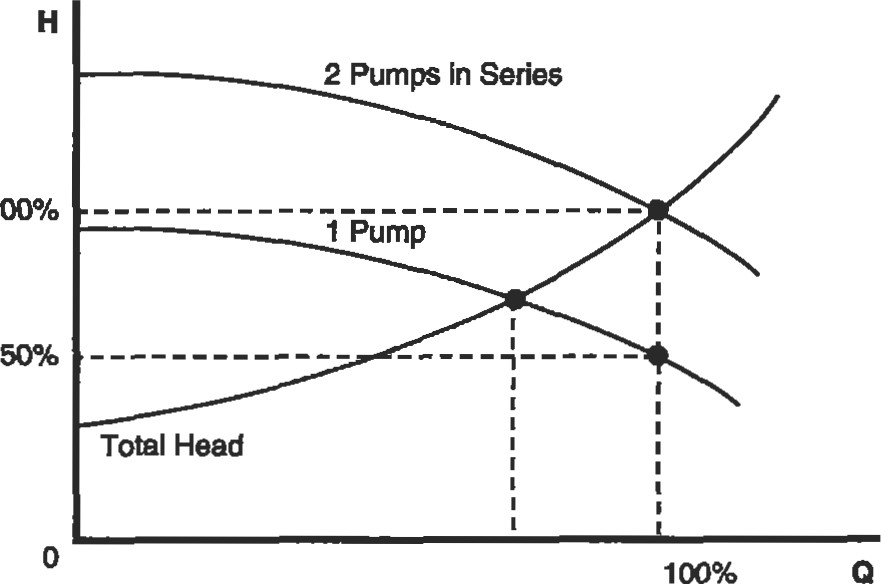 H
2 Pumps in Series
00%
1 Pump
50%
Total Head
0
100%
Q